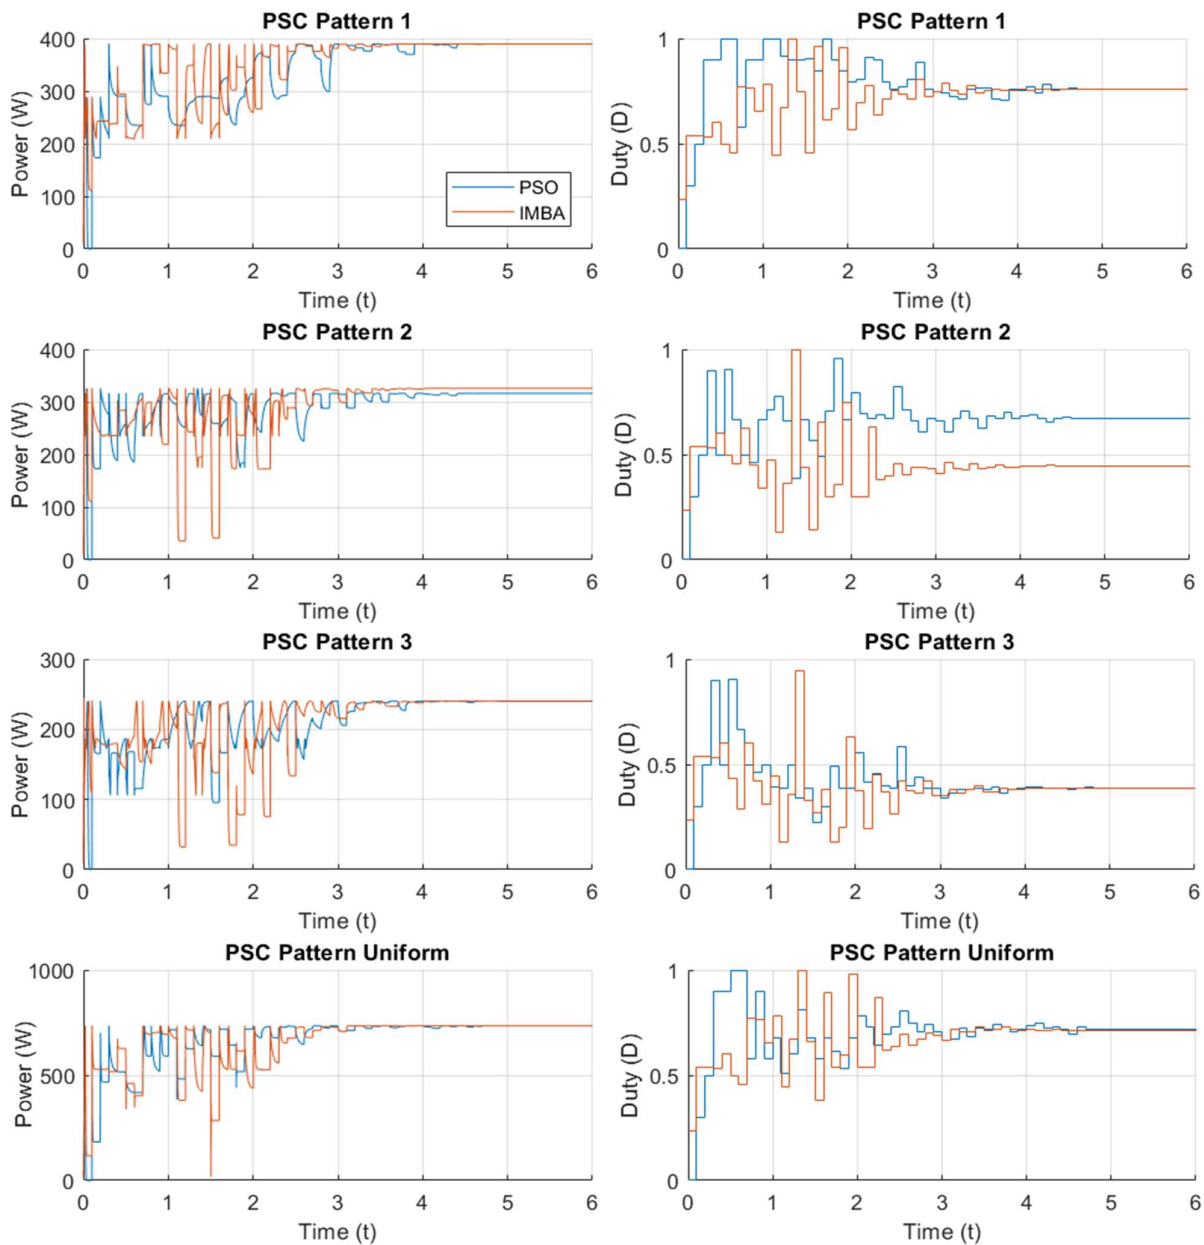 PSC Pattern 1
400
300
200
100
0
Power (W)
PSO
IMBA
0 1 2 3 4 5 6
Time (t)
PSC Pattern 1
1
0.5
0
Duty (D)
0 1 2 3 4 5 6
Time (t)
PSC Pattern 2
400
300
200
100
0
Power (W)
0 1 2 3 4 5 6
Time (t)
PSC Pattern 2
1
0.5
0
Duty (D)
0 1 2 3 4 5 6
Time (t)
PSC Pattern 3
300
200
100
0
Power (W)
0 1 2 3 4 5 6
Time (t)
PSC Pattern 3
1
0.5
0
Duty (D)
0 1 2 3 4 5 6
Time (t)
PSC Pattern Uniform
1000
500
0
Power (W)
0 1 2 3 4 5 6
Time (t)
PSC Pattern Uniform
1
0.5
0
Duty (D)
0 1 2 3 4 5 6
Time (t)